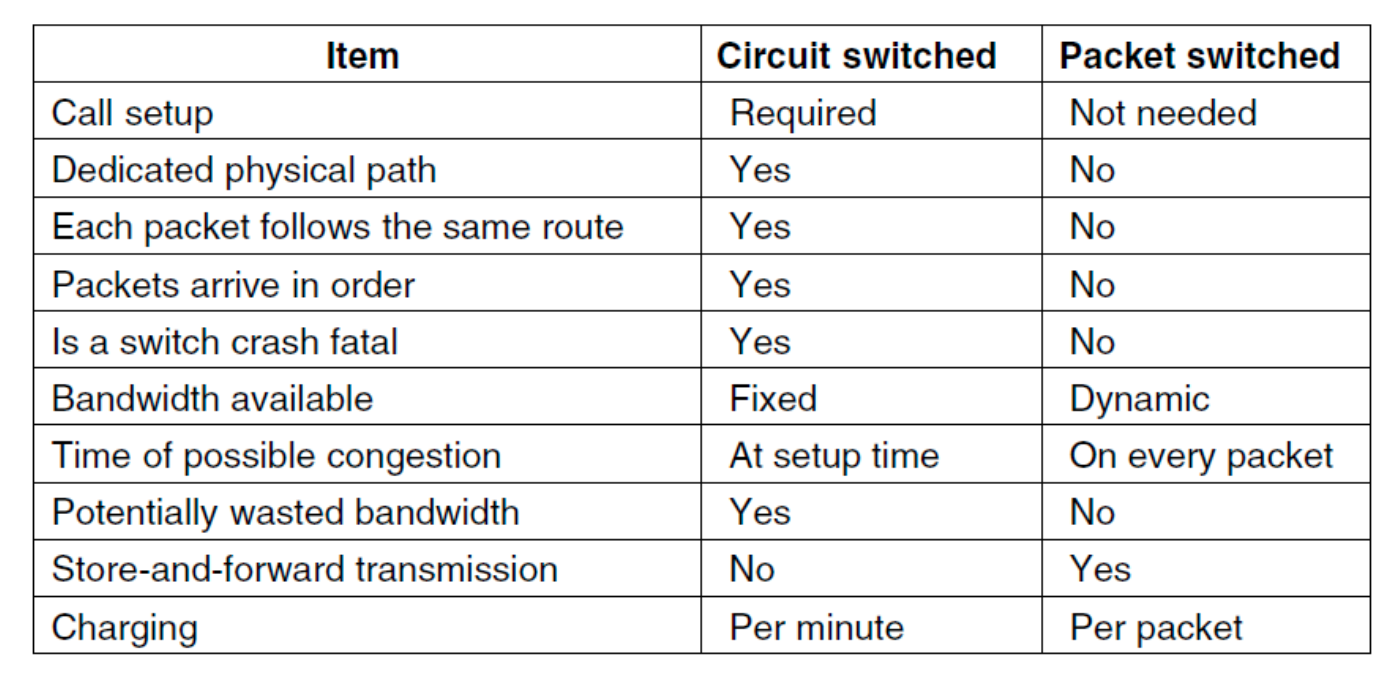 Item Circuit switched Packet switched
Call setup Required Not needed
Dedicated physical path Yes No
Each packet follows the same route Yes No
Packets arrive in order Yes No
Is a switch crash fatal Yes No
Bandwidth available Fixed Dynamic
Time of possible congestion At setup time On every packet
Potentially wasted bandwidth Yes No
Store-and-forward transmission No Yes
Charging Per minute Per packet